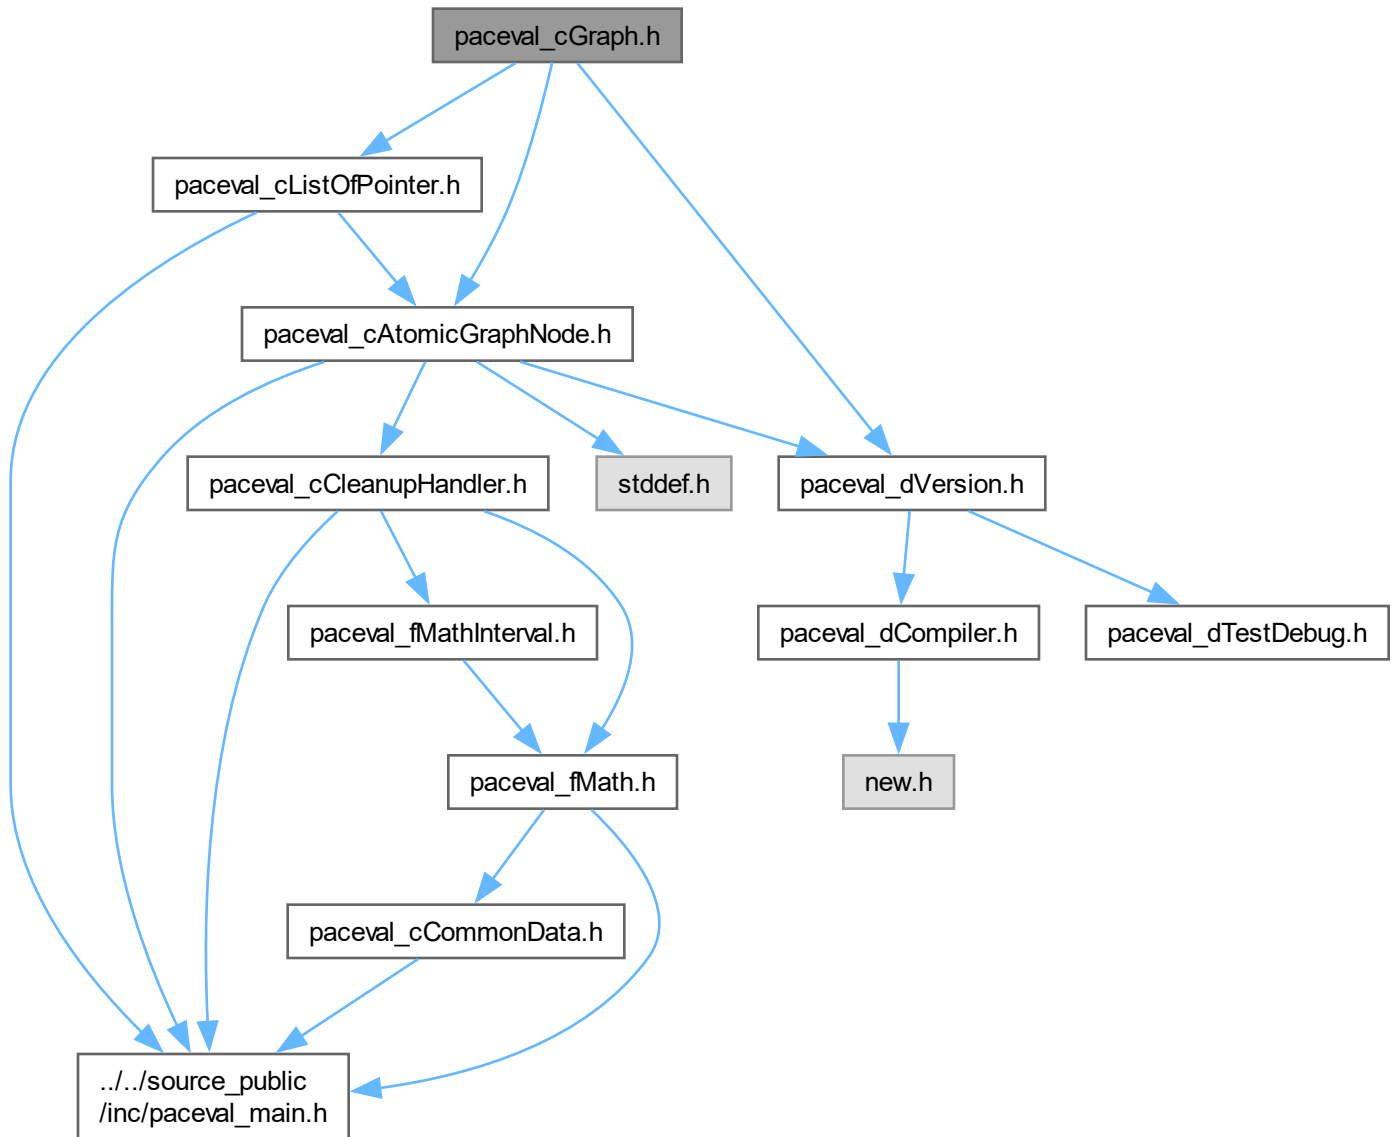 paceval_cGraph.h
paceval_cListOfPointer.h
paceval_cAtomicGraphNode.h
paceval_cCleanupHandler.h
stddef.h
paceval_dVersion.h
paceval_fMathInterval.h
paceval_dCompiler.h
paceval_dTestDebug.h
paceval_fMath.h
new.h
paceval_cCommonData.h
../../source_public
/inc/paceval_main.h